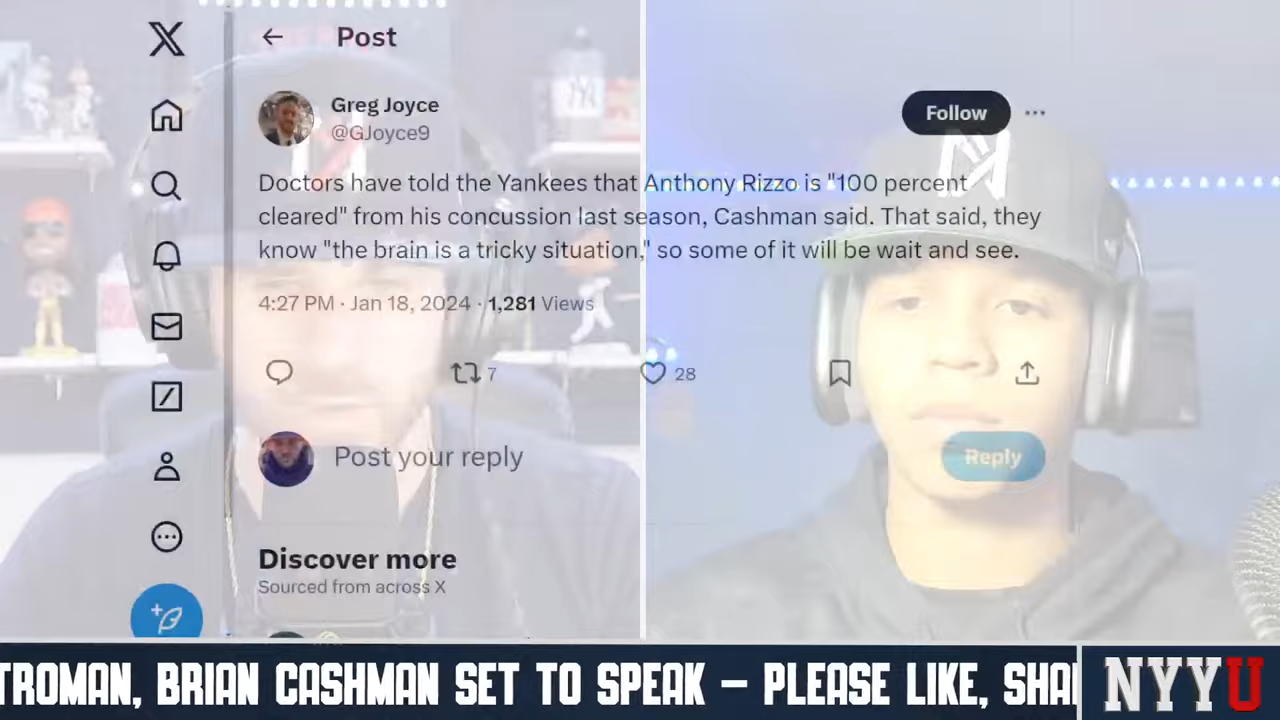 Post
Greg Joyce
@GJoyce9
Follow
Doctors have told the Yankees that Anthony Rizzo is "100 percent
cleared" from his concussion last season, Cashman said. That said, they
know "the brain is a tricky situation," so some of it will be wait and see.
4:27 PM · Jan 18, 2024 · 1,281 Views
7
28
Post your reply
Reply
Discover more
Sourced from across X
TROMAN, BRIAN CASHMAN SET TO SPEAK – PLEASE LIKE, SHA
NYYU